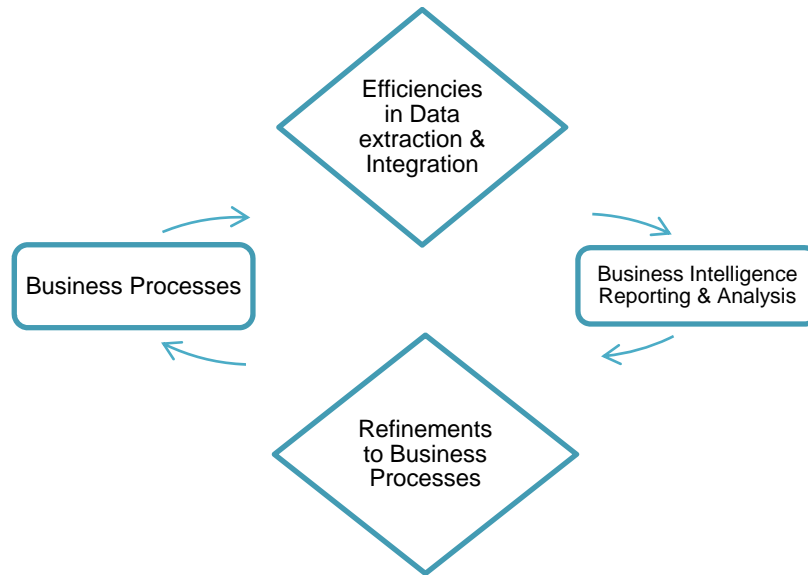 Efficiencies
in Data
extraction &
Integration
Business Processes
Business Intelligence
Reporting & Analysis
Refinements
to Business
Processes